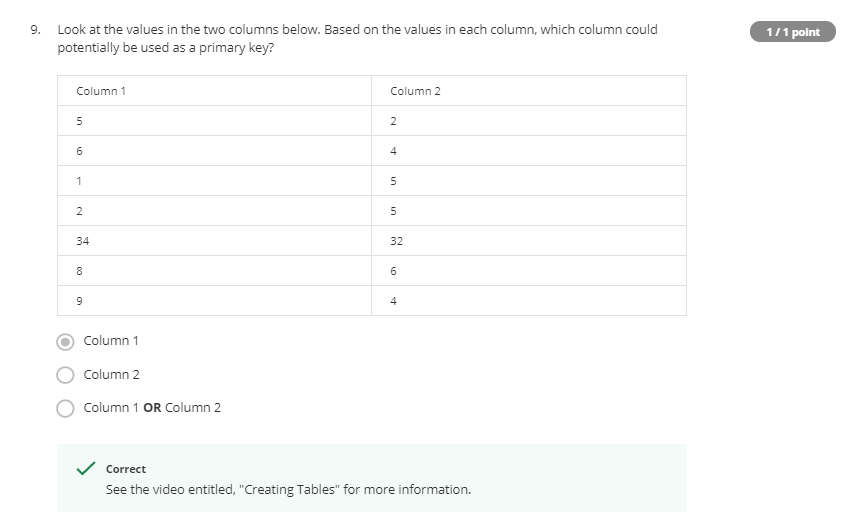 9. Look at the values in the two columns below. Based on the values in each column, which column could
potentially be used as a primary key?
1 / 1 point
Column 1 Column 2
5 2
6 4
1 5
2 5
34 32
8 6
9 4
Column 1
Column 2
Column 1 OR Column 2
Correct
See the video entitled, "Creating Tables" for more information.